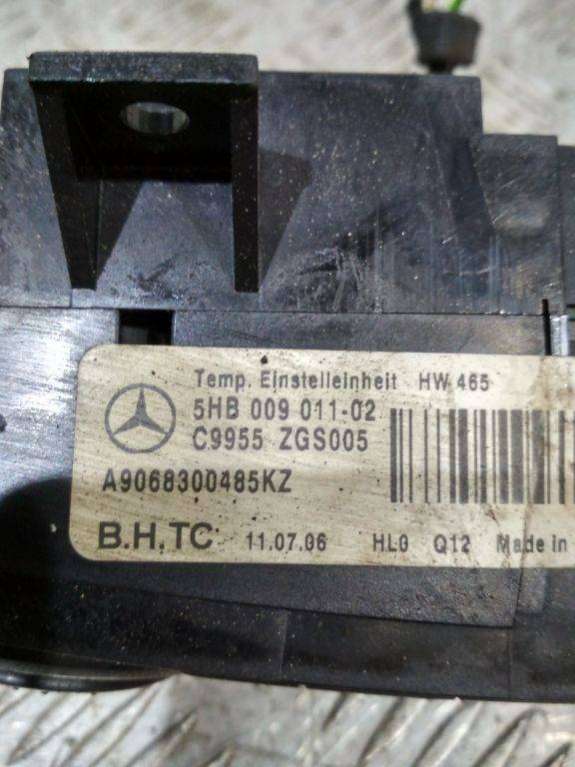 Temp. Einstelleinheit HW 465
5HB 009 011-02
C9955 ZGS005
A9068300485KZ
B.H.TC 11.07.06 HL0 Q12 Made in